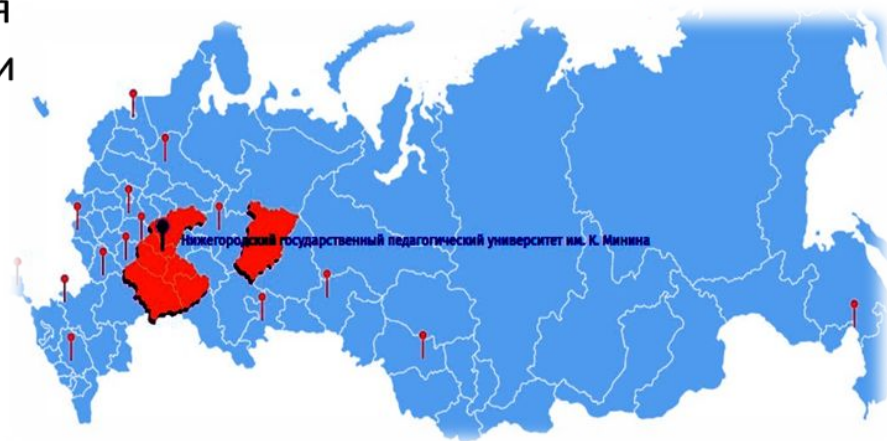 я
и
Нижегородский государственный педагогический университет им. К. Минина